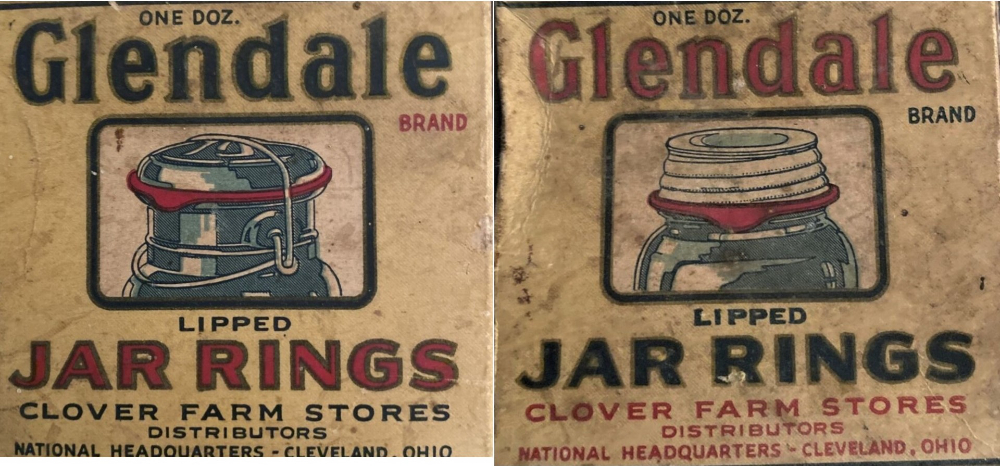 ONE DOZ.
Glendale
BRAND
LIPPED
JAR RINGS
CLOVER FARM STORES
DISTRIBUTORS
NATIONAL HEADQUARTERS - CLEVELAND, OHIO
ONE DOZ.
Glendale
BRAND
LIPPED
JAR RINGS
CLOVER FARM STORES
DISTRIBUTORS
NATIONAL HEADQUARTERS - CLEVELAND, OHIO